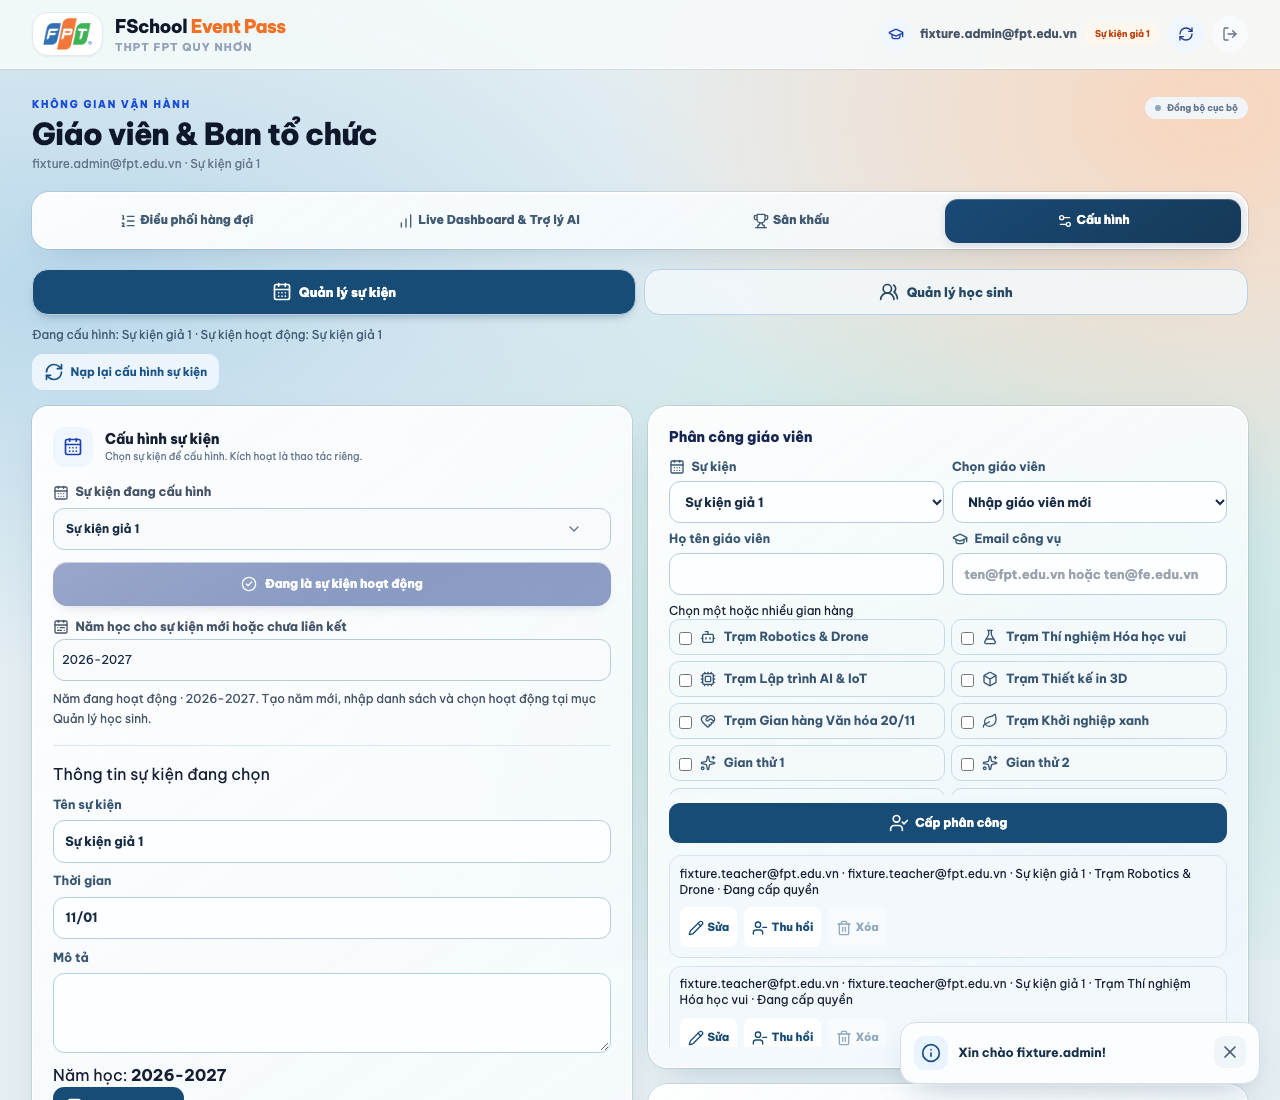 FPT
FSchool Event Pass
THPT FPT QUY NHƠN
fixture.admin@fpt.edu.vn
Sự kiện giả 1
KHÔNG GIAN VẬN HÀNH
Giáo viên & Ban tổ chức
fixture.admin@fpt.edu.vn · Sự kiện giả 1
Đồng bộ cục bộ
Điều phối hàng đợi
Live Dashboard & Trợ lý AI
Sân khấu
Cấu hình
Quản lý sự kiện
Quản lý học sinh
Đang cấu hình: Sự kiện giả 1 · Sự kiện hoạt động: Sự kiện giả 1
Nạp lại cấu hình sự kiện
Cấu hình sự kiện
Chọn sự kiện để cấu hình. Kích hoạt là thao tác riêng.
Sự kiện đang cấu hình
Sự kiện giả 1
Đang là sự kiện hoạt động
Năm học cho sự kiện mới hoặc chưa liên kết
2026-2027
Năm đang hoạt động · 2026-2027. Tạo năm mới, nhập danh sách và chọn hoạt động tại mục
Quản lý học sinh.
Thông tin sự kiện đang chọn
Tên sự kiện
Sự kiện giả 1
Thời gian
11/01
Mô tả
Năm học: 2026-2027
Phân công giáo viên
Sự kiện
Chọn giáo viên
Sự kiện giả 1
Nhập giáo viên mới
Họ tên giáo viên
Email công vụ
ten@fpt.edu.vn hoặc ten@fe.edu.vn
Chọn một hoặc nhiều gian hàng
Trạm Robotics & Drone
Trạm Thí nghiệm Hóa học vui
Trạm Lập trình AI & IoT
Trạm Thiết kế in 3D
Trạm Gian hàng Văn hóa 20/11
Trạm Khởi nghiệp xanh
Gian thử 1
Gian thử 2
Cấp phân công
fixture.teacher@fpt.edu.vn · fixture.teacher@fpt.edu.vn · Sự kiện giả 1 · Trạm Robotics &
Drone · Đang cấp quyền
Sửa
Thu hồi
Xóa
fixture.teacher@fpt.edu.vn · fixture.teacher@fpt.edu.vn · Sự kiện giả 1 · Trạm Thí nghiệm
Hóa học vui · Đang cấp quyền
Sửa
Thu hồi
Xóa
Xin chào fixture.admin!